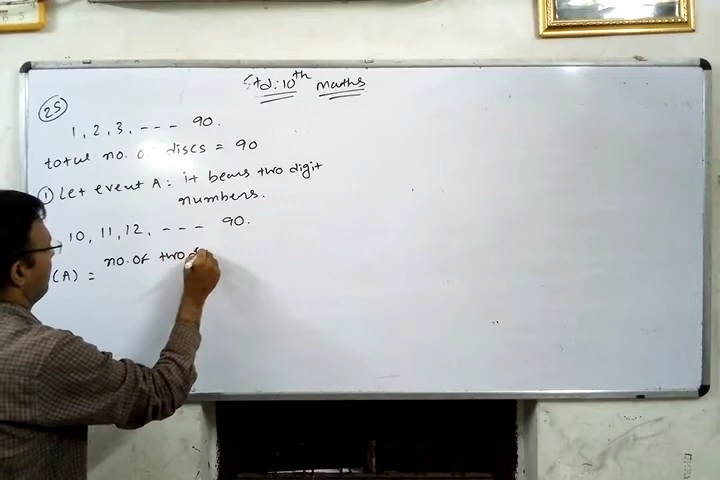 Std: 10th maths
25
1, 2, 3, - - - 90.
total no. of discs = 90
1 Let event A: it bears two digit
numbers.
10, 11, 12, - - - 90.
(A) = no. of two